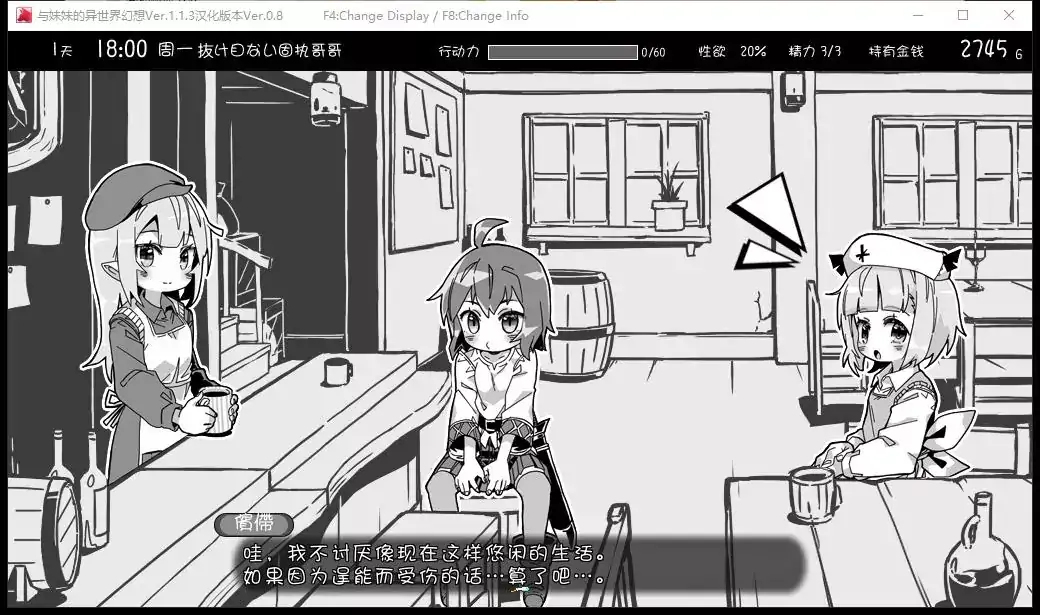 与妹妹的异世界幻想Ver.1.1.3汉化版本Ver.0.8 F4:Change Display / F8:Change Info
1天 18:00 周一 抜け目ない固执哥哥 行动力 0/60 性欲 20% 精力 3/3 持有金钱 2745 G
賓帶
哇，我不讨厌像现在这样悠闲的生活。
如果因为逞能而受伤的话…算了吧…。